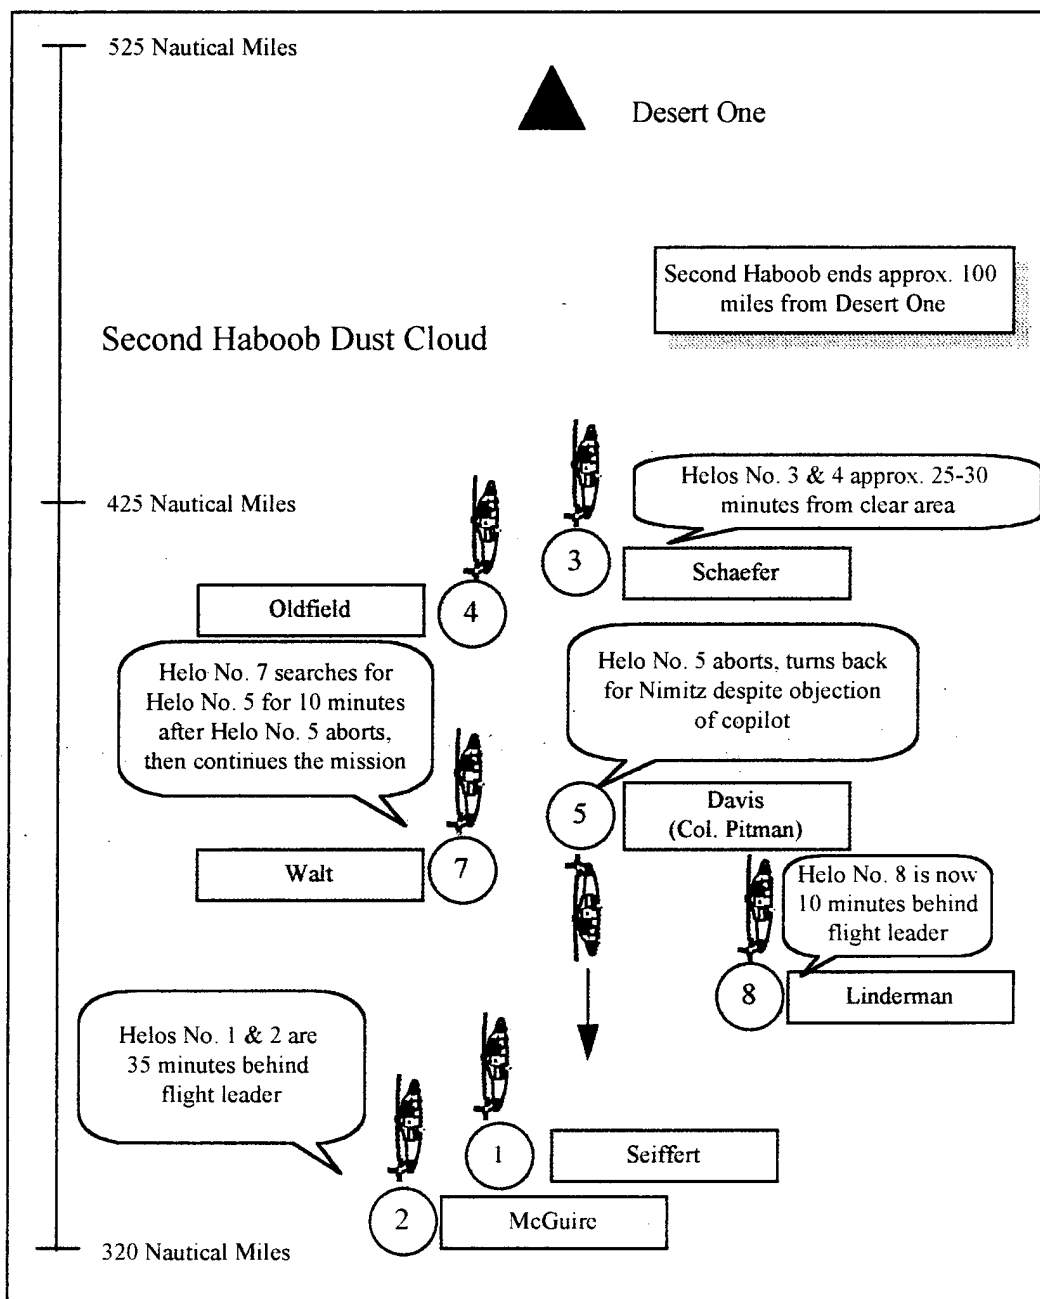 525 Nautical Miles
Desert One
Second Haboob ends approx. 100
miles from Desert One
Second Haboob Dust Cloud
425 Nautical Miles
Helos No. 3 & 4 approx. 25-30
minutes from clear area
3
Schaefer
4
Oldfield
Helo No. 7 searches for
Helo No. 5 for 10 minutes
after Helo No. 5 aborts,
then continues the mission
Helo No. 5 aborts, turns back
for Nimitz despite objection
of copilot
5
Davis
(Col. Pitman)
7
Walt
Helo No. 8 is now
10 minutes behind
flight leader
8
Linderman
Helos No. 1 & 2 are
35 minutes behind
flight leader
1
Seiffert
2
McGuire
320 Nautical Miles